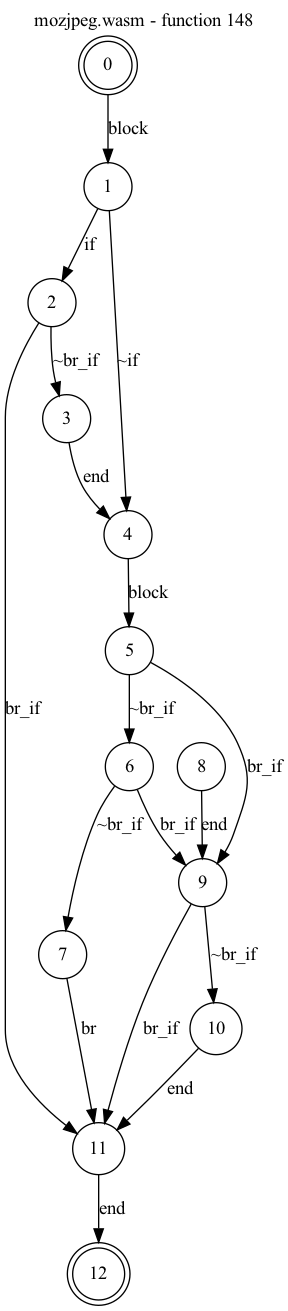 mozjpeg.wasm - function 148
0
block
1
if
2
~if
~br_if
3
end
4
block
5
br_if
~br_if
br_if
6
8
~br_if
br_if
end
9
7
~br_if
10
br
br_if
end
11
end
12